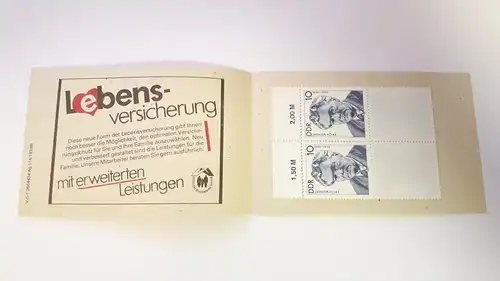 Lebens-
versicherung
Diese neue Form der Lebensversicherung gibt Ihnen
noch besser die Möglichkeit, den optimalen Versiche-
rungsschutz für Sie und Ihre Familie auszuwählen. Neu
und verbessert gestaltet sind die Leistungen für die
Familie. Unsere Mitarbeiter beraten Sie gern ausführlich.
mit erweiterten
Leistungen
2,00 M
10
DDR
1,50 M
10
DDR